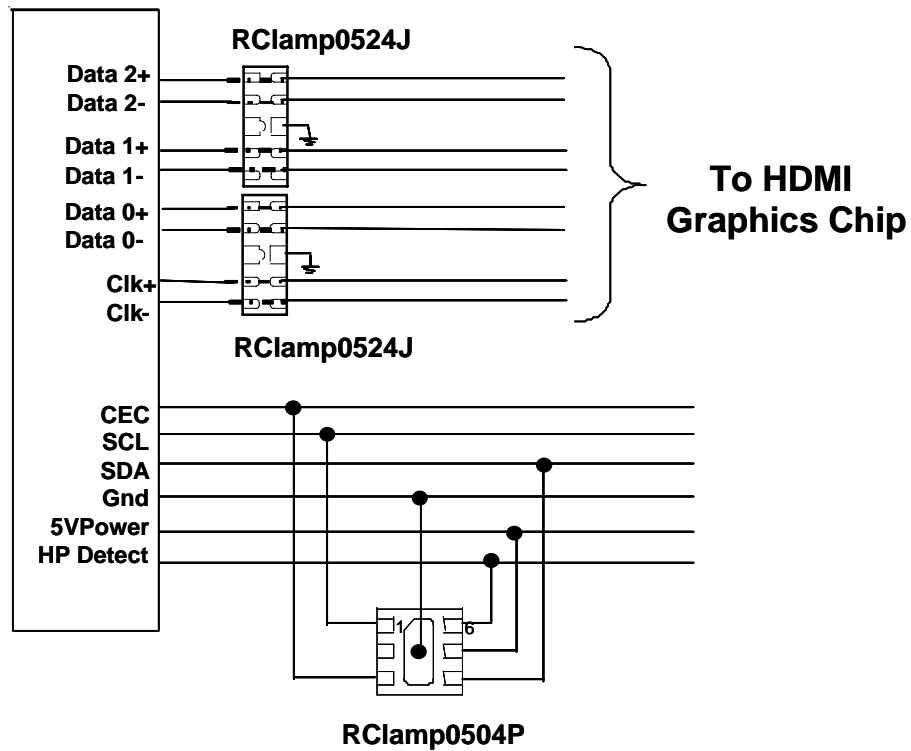 RClamp0524J
Data 2+
Data 2-
Data 1+
Data 1-
Data 0+
Data 0-
Clk+
Clk-
To HDMI
Graphics Chip
RClamp0524J
CEC
SCL
SDA
Gnd
5VPower
HP Detect
1
6
RClamp0504P